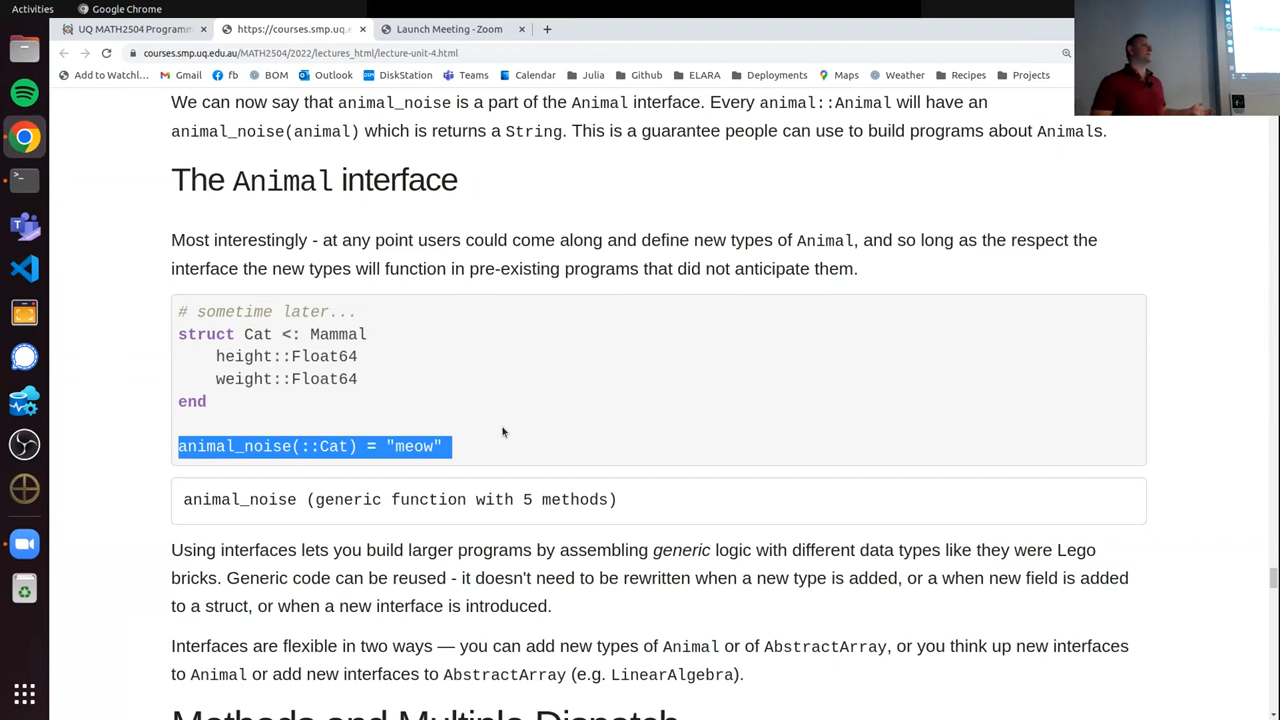 Activities
Google Chrome
UQ MATH2504 Programm
https://courses.smp.uq.e
Launch Meeting - Zoom
courses.smp.uq.edu.au/MATH2504/2022/lectures_html/lecture-unit-4.html
Add to Watchl...
Gmail
fb
BOM
Outlook
DiskStation
Teams
Calendar
Julia
Github
ELARA
Deployments
Maps
Weather
Recipes
Projects
We can now say that animal_noise is a part of the Animal interface. Every animal::Animal will have an
animal_noise(animal) which is returns a String. This is a guarantee people can use to build programs about Animals.
The Animal interface
Most interestingly - at any point users could come along and define new types of Animal, and so long as the respect the
interface the new types will function in pre-existing programs that did not anticipate them.
# sometime later...
struct Cat <: Mammal
height::Float64
weight::Float64
end
animal_noise(::Cat) = "meow"
animal_noise (generic function with 5 methods)
Using interfaces lets you build larger programs by assembling generic logic with different data types like they were Lego
bricks. Generic code can be reused - it doesn't need to be rewritten when a new type is added, or a when new field is added
to a struct, or when a new interface is introduced.
Interfaces are flexible in two ways — you can add new types of Animal or of AbstractArray, or you think up new interfaces
to Animal or add new interfaces to AbstractArray (e.g. LinearAlgebra).
Methods and Multiple Dispatch